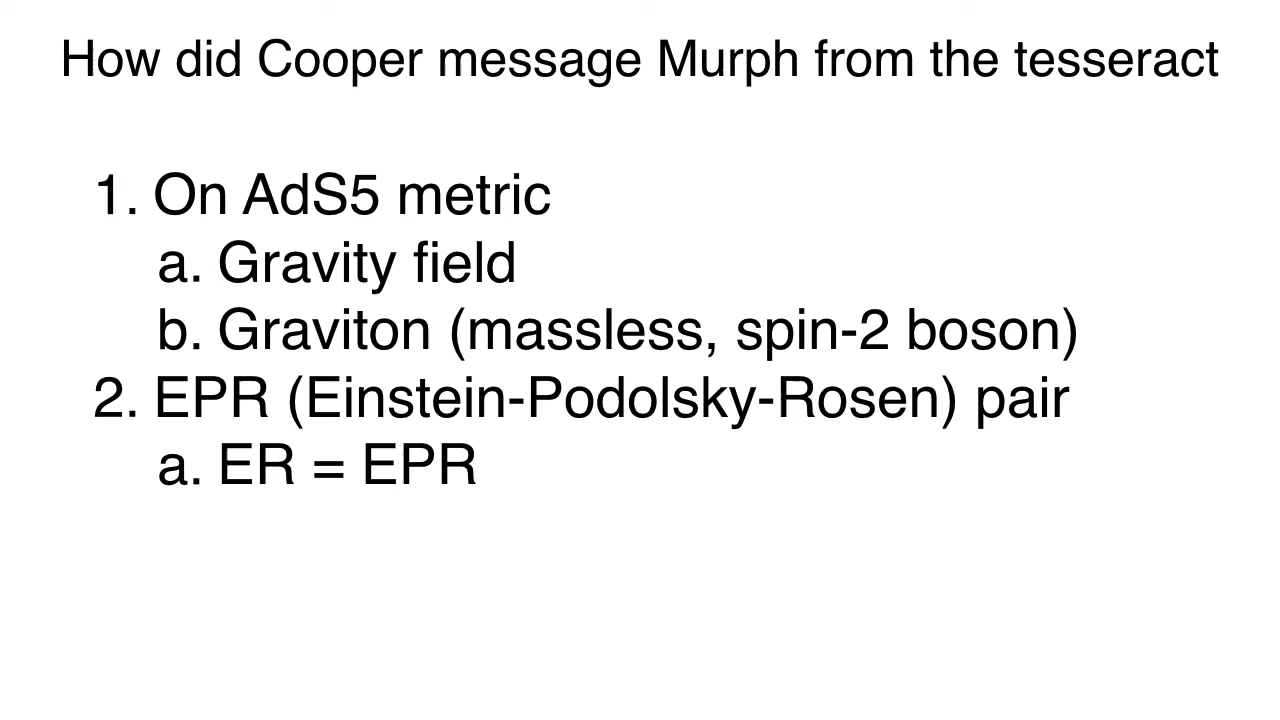 How did Cooper message Murph from the tesseract
1. On AdS5 metric
a. Gravity field
b. Graviton (massless, spin-2 boson)
2. EPR (Einstein-Podolsky-Rosen) pair
a. ER = EPR